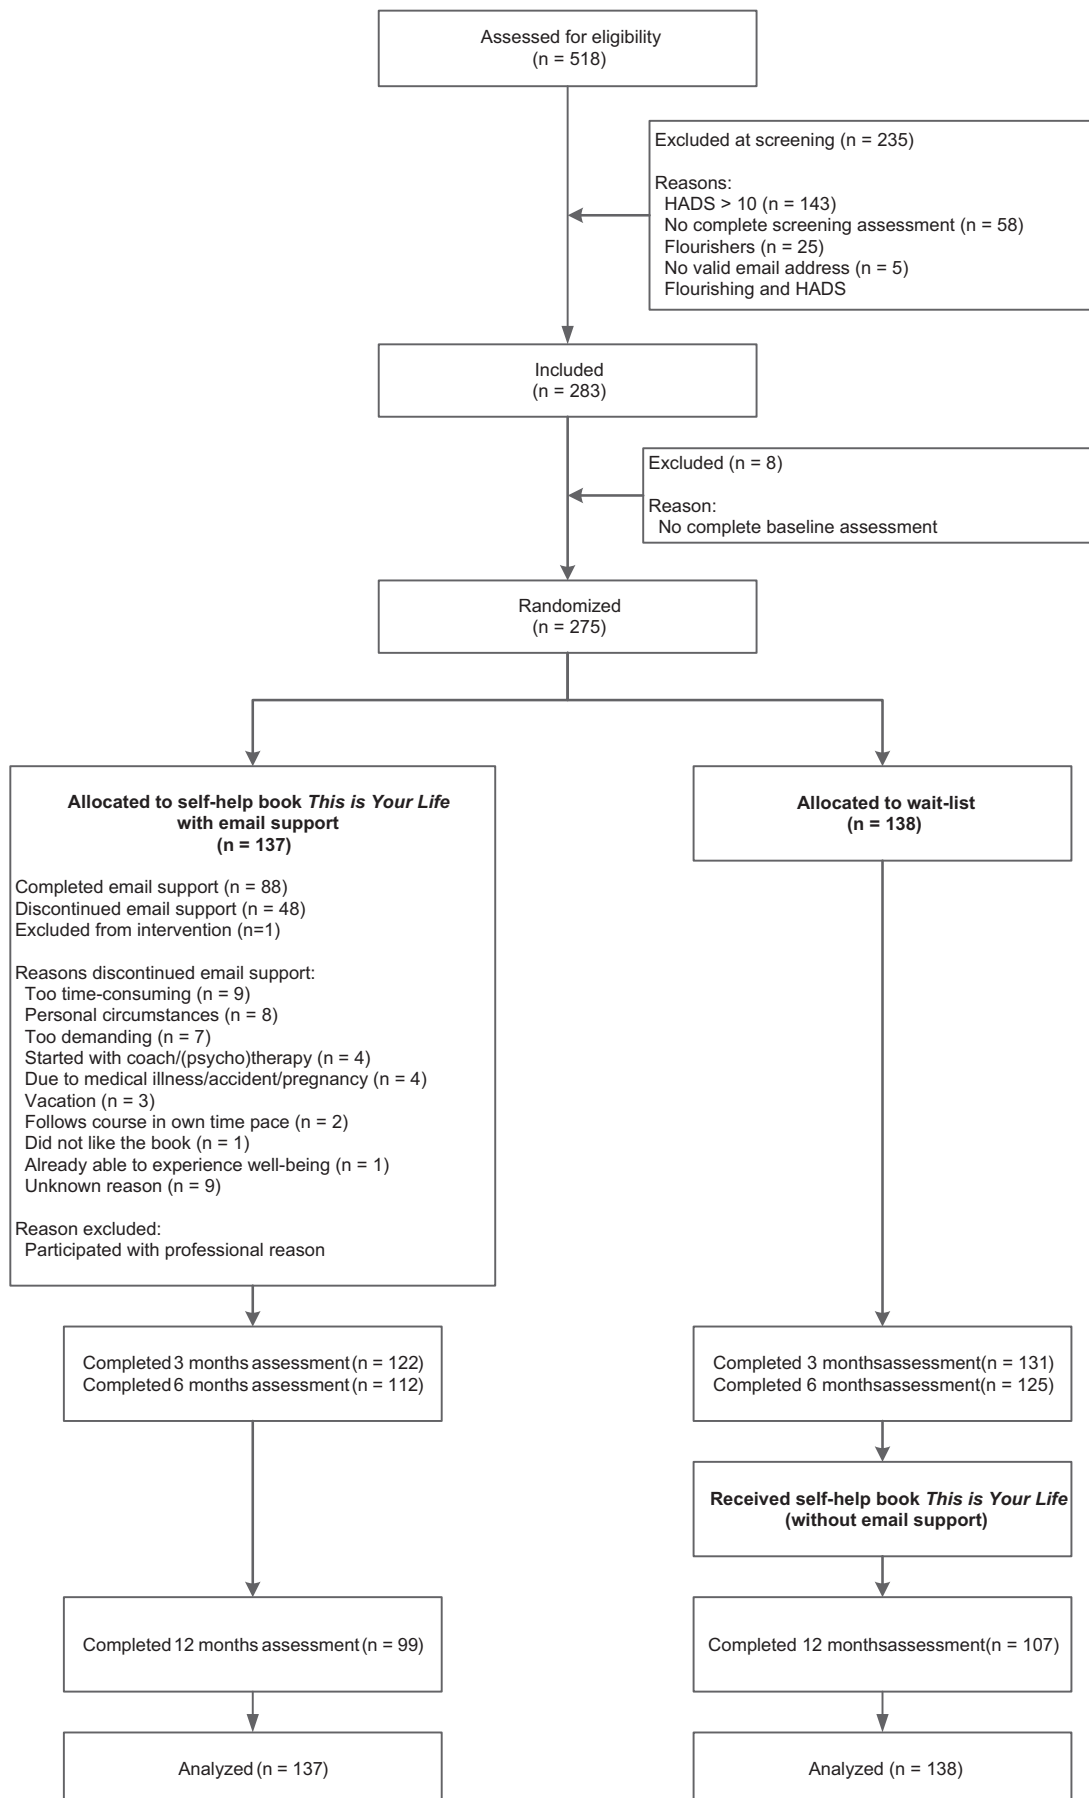 Assessed for eligibility
(n = 518)
Excluded at screening (n = 235)
Reasons:
HADS > 10 (n = 143)
No complete screening assessment (n = 58)
Flourishers (n = 25)
No valid email address (n = 5)
Flourishing and HADS
Included
(n = 283)
Excluded (n = 8)
Reason:
No complete baseline assessment
Randomized
(n = 275)
Allocated to self-help book This is Your Life
with email support
(n = 137)
Completed email support (n = 88)
Discontinued email support (n = 48)
Excluded from intervention (n=1)
Reasons discontinued email support:
Too time-consuming (n = 9)
Personal circumstances (n = 8)
Too demanding (n = 7)
Started with coach/(psycho)therapy (n = 4)
Due to medical illness/accident/pregnancy (n = 4)
Vacation (n = 3)
Follows course in own time pace (n = 2)
Did not like the book (n = 1)
Already able to experience well-being (n = 1)
Unknown reason (n = 9)
Reason excluded:
Participated with professional reason
Allocated to wait-list
(n = 138)
Completed 3 months assessment (n = 122)
Completed 6 months assessment (n = 112)
Completed 3 monthsassessment(n = 131)
Completed 6 monthsassessment(n = 125)
Received self-help book This is Your Life
(without email support)
Completed 12 months assessment (n = 99)
Completed 12 monthsassessment(n = 107)
Analyzed (n = 137)
Analyzed (n = 138)